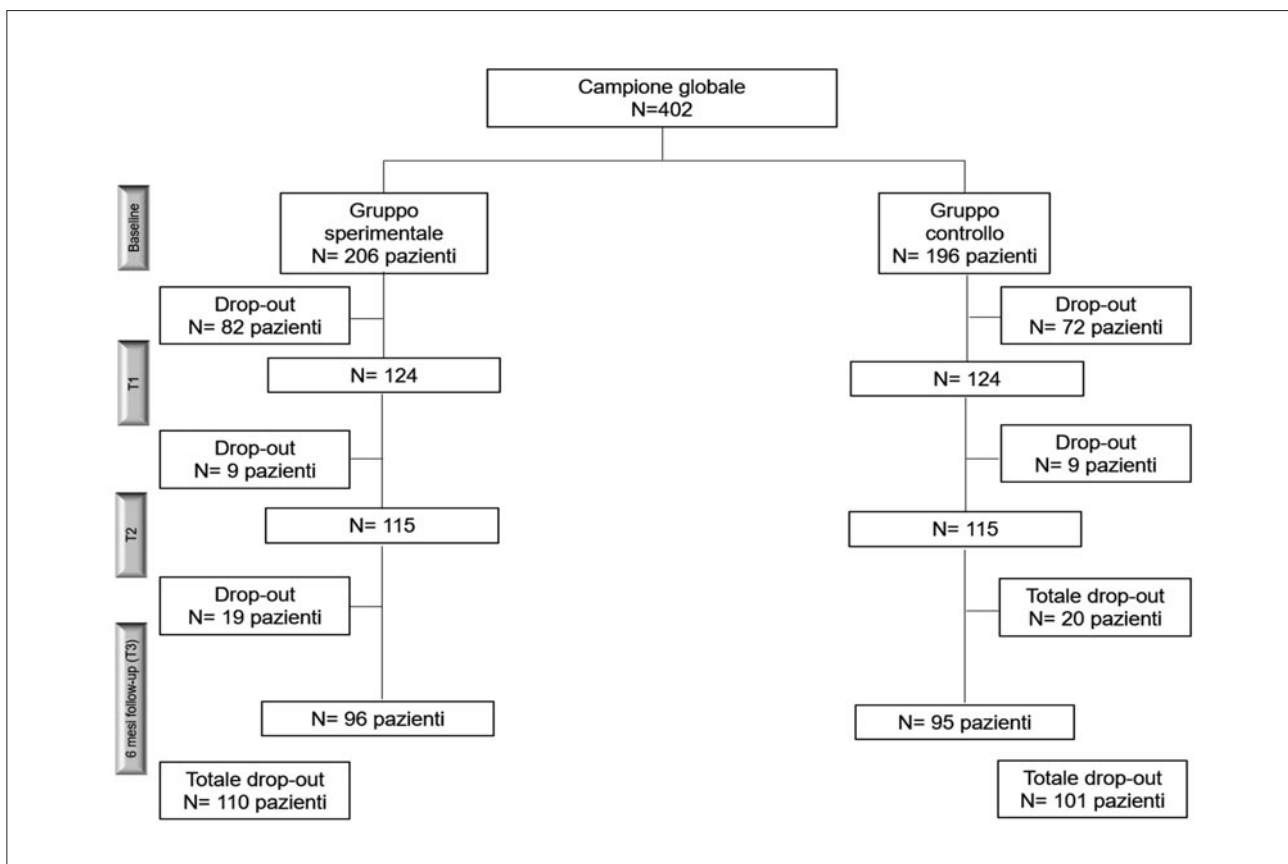 Campione globale
N=402
Baseline
Gruppo
sperimentale
N= 206 pazienti
Gruppo
controllo
N= 196 pazienti
Drop-out
N= 82 pazienti
Drop-out
N= 72 pazienti
T1
N= 124
N= 124
Drop-out
N= 9 pazienti
Drop-out
N= 9 pazienti
T2
N= 115
N= 115
Drop-out
N= 19 pazienti
Totale drop-out
N= 20 pazienti
6 mesi follow-up (T3)
N= 96 pazienti
N= 95 pazienti
Totale drop-out
N= 110 pazienti
Totale drop-out
N= 101 pazienti